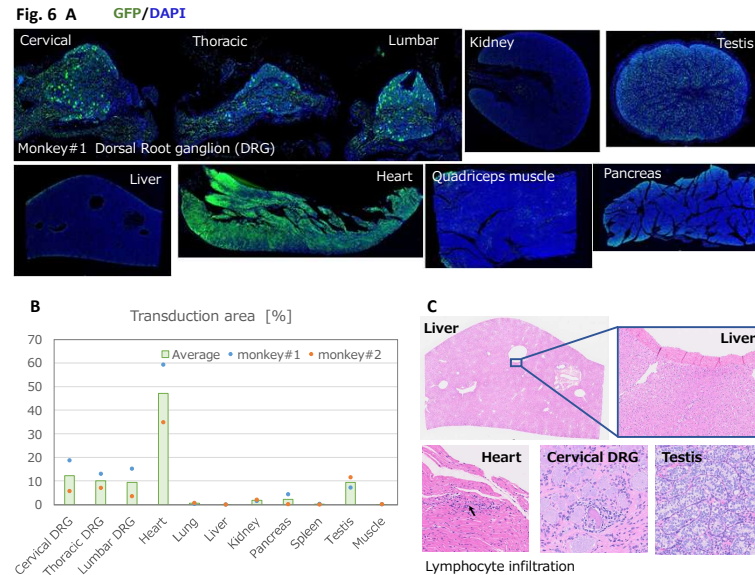 Fig. 6 A GFP/DAPI
Cervical
Thoracic
Lumbar
Kidney
Testis
Monkey#1 Dorsal Root ganglion (DRG)
Liver
Heart
Quadriceps muscle
Pancreas
B
Transduction area [%]
Average monkey#1 monkey#2
70
60
50
40
30
20
10
0
Cervical DRG
Thoracic DRG
Lumbar DRG
Heart
Lung
Liver
Kidney
Pancreas
Spleen
Testis
Muscle
C
Liver
Liver
Heart
Cervical DRG
Testis
Lymphocyte infiltration